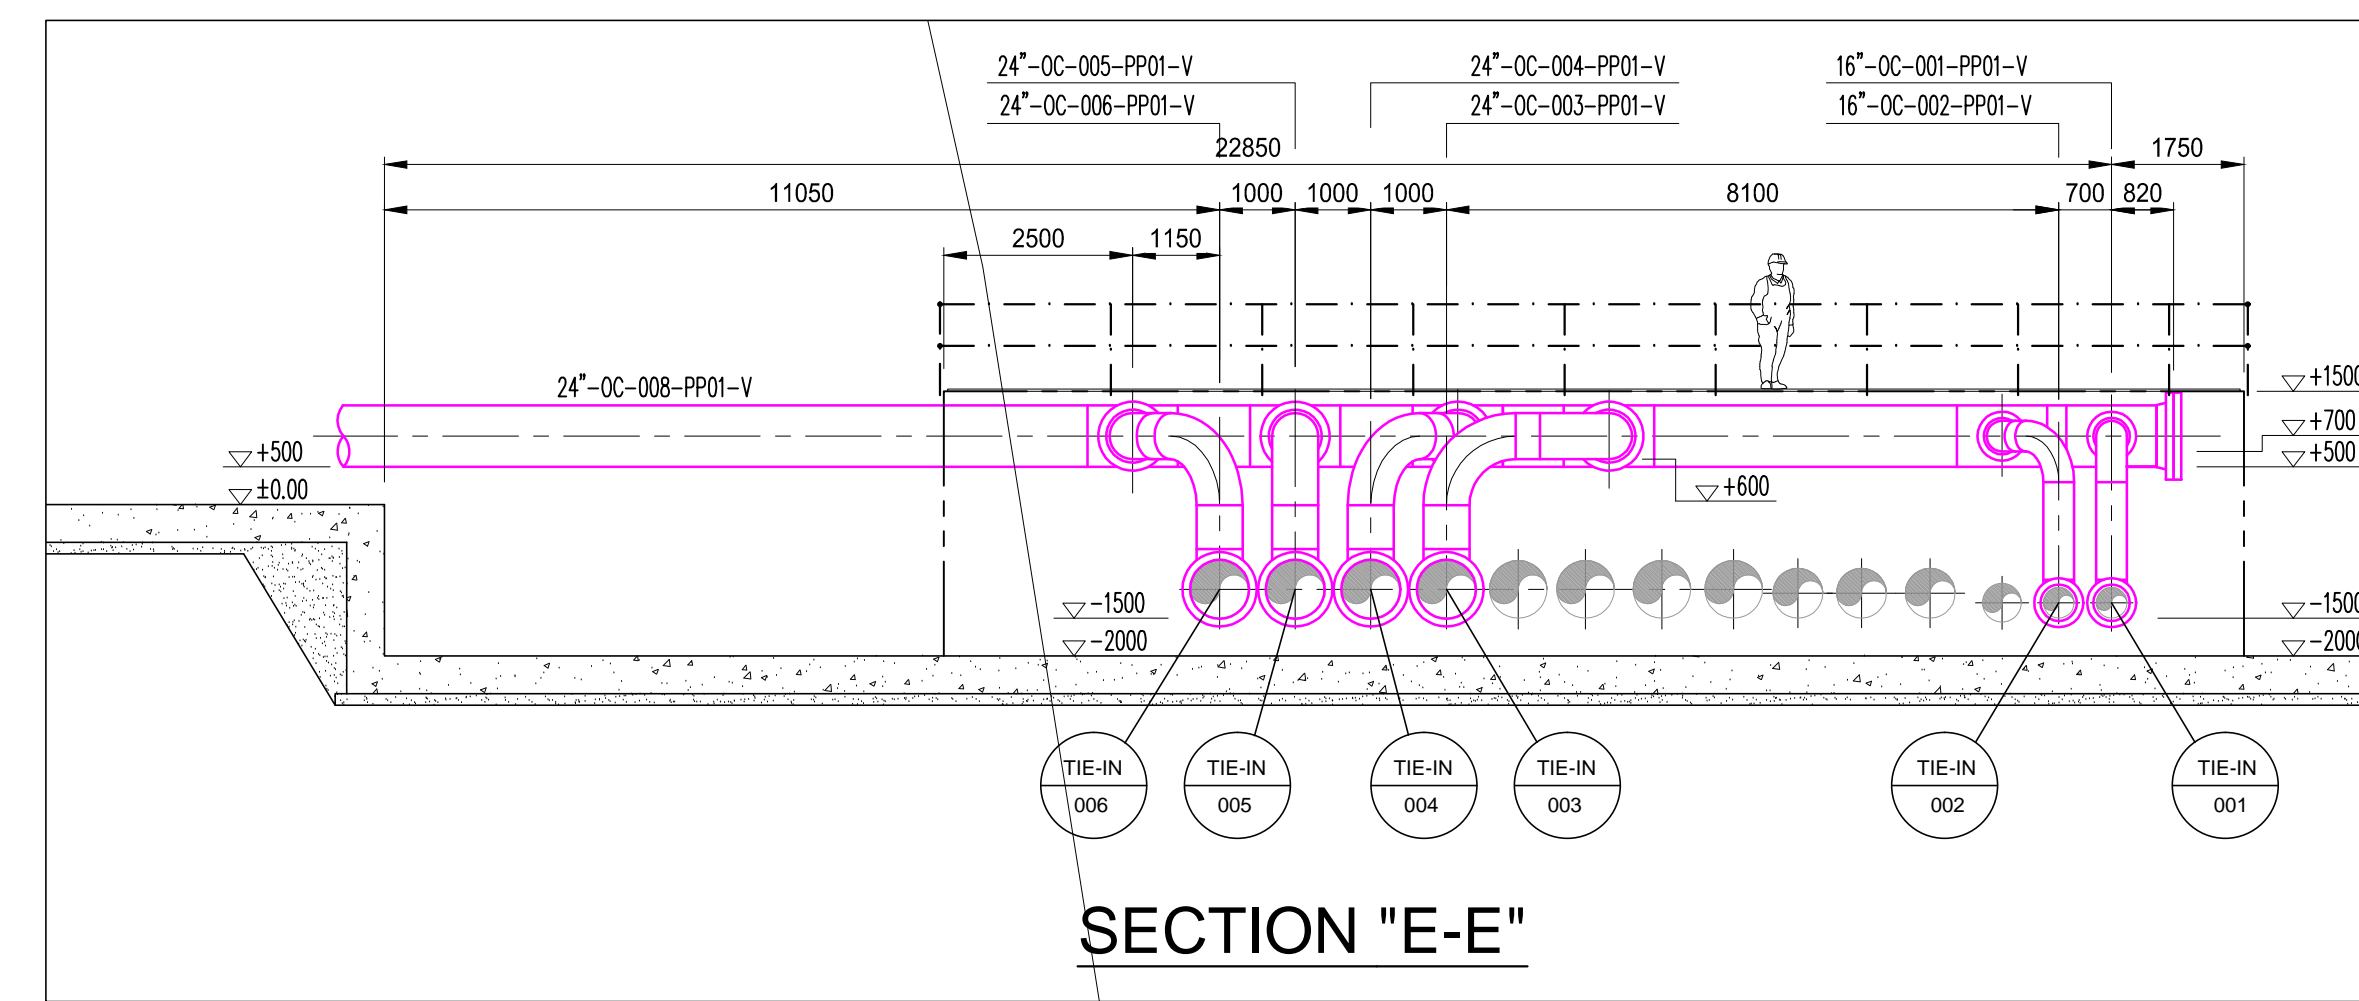 24”-OC-005-PP01-V
24”-OC-004-PP01-V
16”-OC-001-PP01-V
24”-OC-006-PP01-V
24”-OC-003-PP01-V
16”-OC-002-PP01-V
22850
1750
11050
1000
1000
1000
8100
700
820
2500
1150
24”-OC-008-PP01-V
+1500
+700
+500
+500
±0.00
+600
-1500
-2000
-1500
-2000
TIE-IN
006
TIE-IN
005
TIE-IN
004
TIE-IN
003
TIE-IN
002
TIE-IN
001
SECTION "E-E"